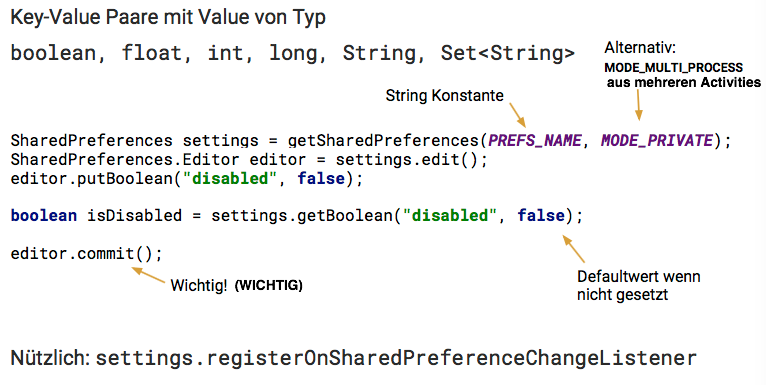 Key-Value Paare mit Value von Typ
boolean, float, int, long, String, Set<String>
Alternativ:
MODE_MULTI_PROCESS
aus mehreren Activities
String Konstante
SharedPreferences settings = getSharedPreferences(PREFS_NAME, MODE_PRIVATE);
SharedPreferences.Editor editor = settings.edit();
editor.putBoolean("disabled", false);
boolean isDisabled = settings.getBoolean("disabled", false);
editor.commit();
Wichtig! (WICHTIG)
Defaultwert wenn
nicht gesetzt
Nützlich: settings.registerOnSharedPreferenceChangeListener